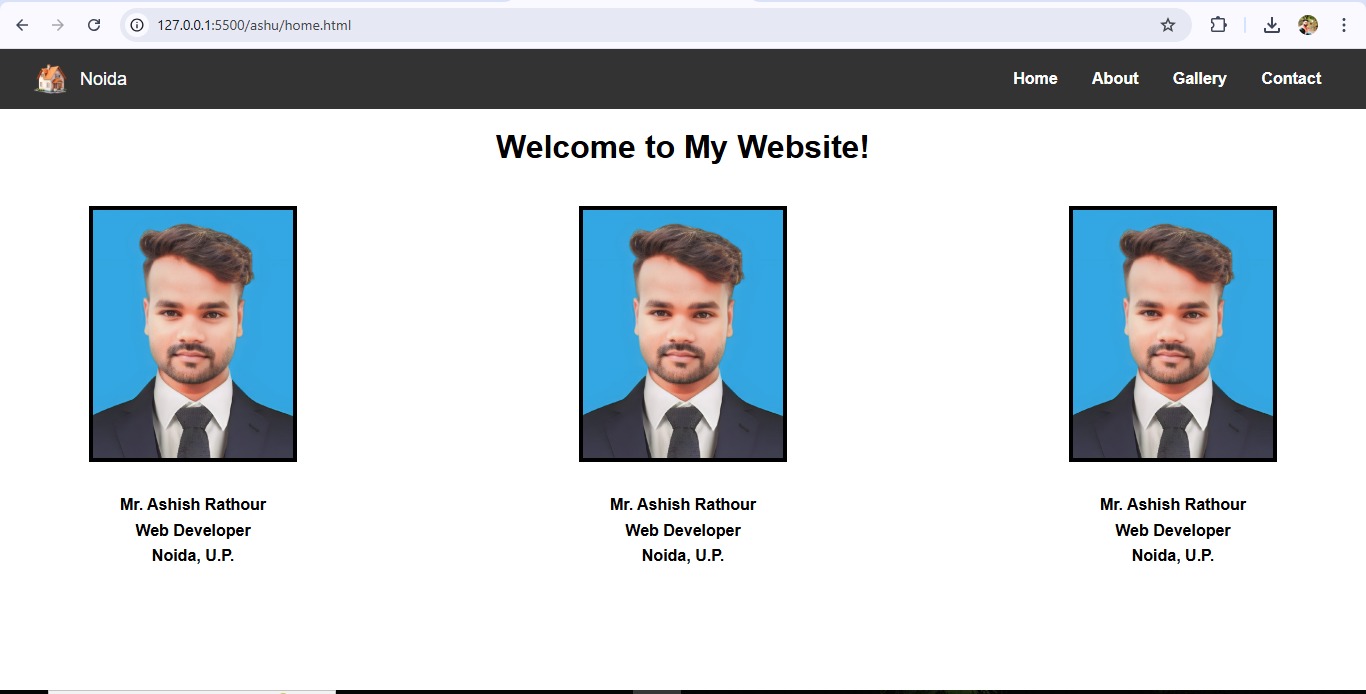 127.0.0.1:5500/ashu/home.html
Noida
Home About Gallery Contact
Welcome to My Website!
Mr. Ashish Rathour
Web Developer
Noida, U.P.
Mr. Ashish Rathour
Web Developer
Noida, U.P.
Mr. Ashish Rathour
Web Developer
Noida, U.P.